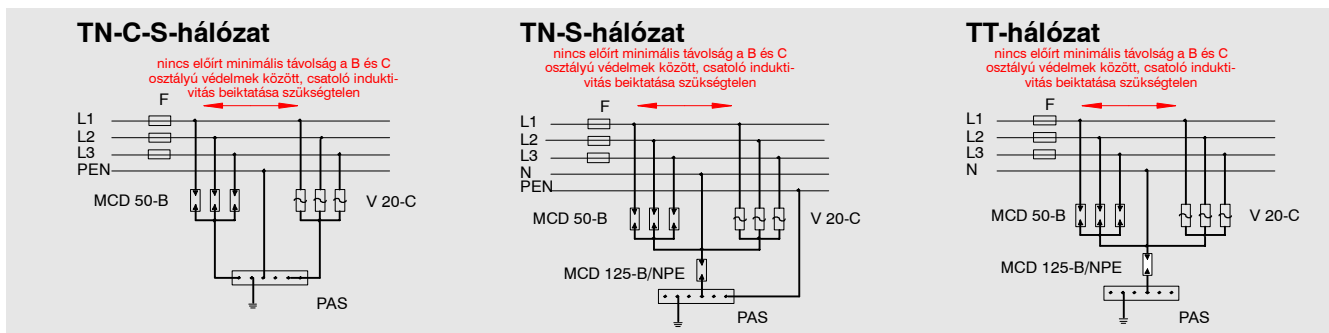 TN-C-S-hálózat
nincs előírt minimális távolság a B és C
osztályú védelmek között, csatoló indukti-
vitás beiktatása szükségtelen
F
L1
L2
L3
PEN
MCD 50-B
V 20-C
PAS
TN-S-hálózat
nincs előírt minimális távolság a B és C
osztályú védelmek között, csatoló indukti-
vitás beiktatása szükségtelen
F
L1
L2
L3
N
PEN
MCD 50-B
V 20-C
MCD 125-B/NPE
PAS
TT-hálózat
nincs előírt minimális távolság a B és C
osztályú védelmek között, csatoló indukti-
vitás beiktatása szükségtelen
F
L1
L2
L3
N
MCD 50-B
V 20-C
MCD 125-B/NPE
PAS